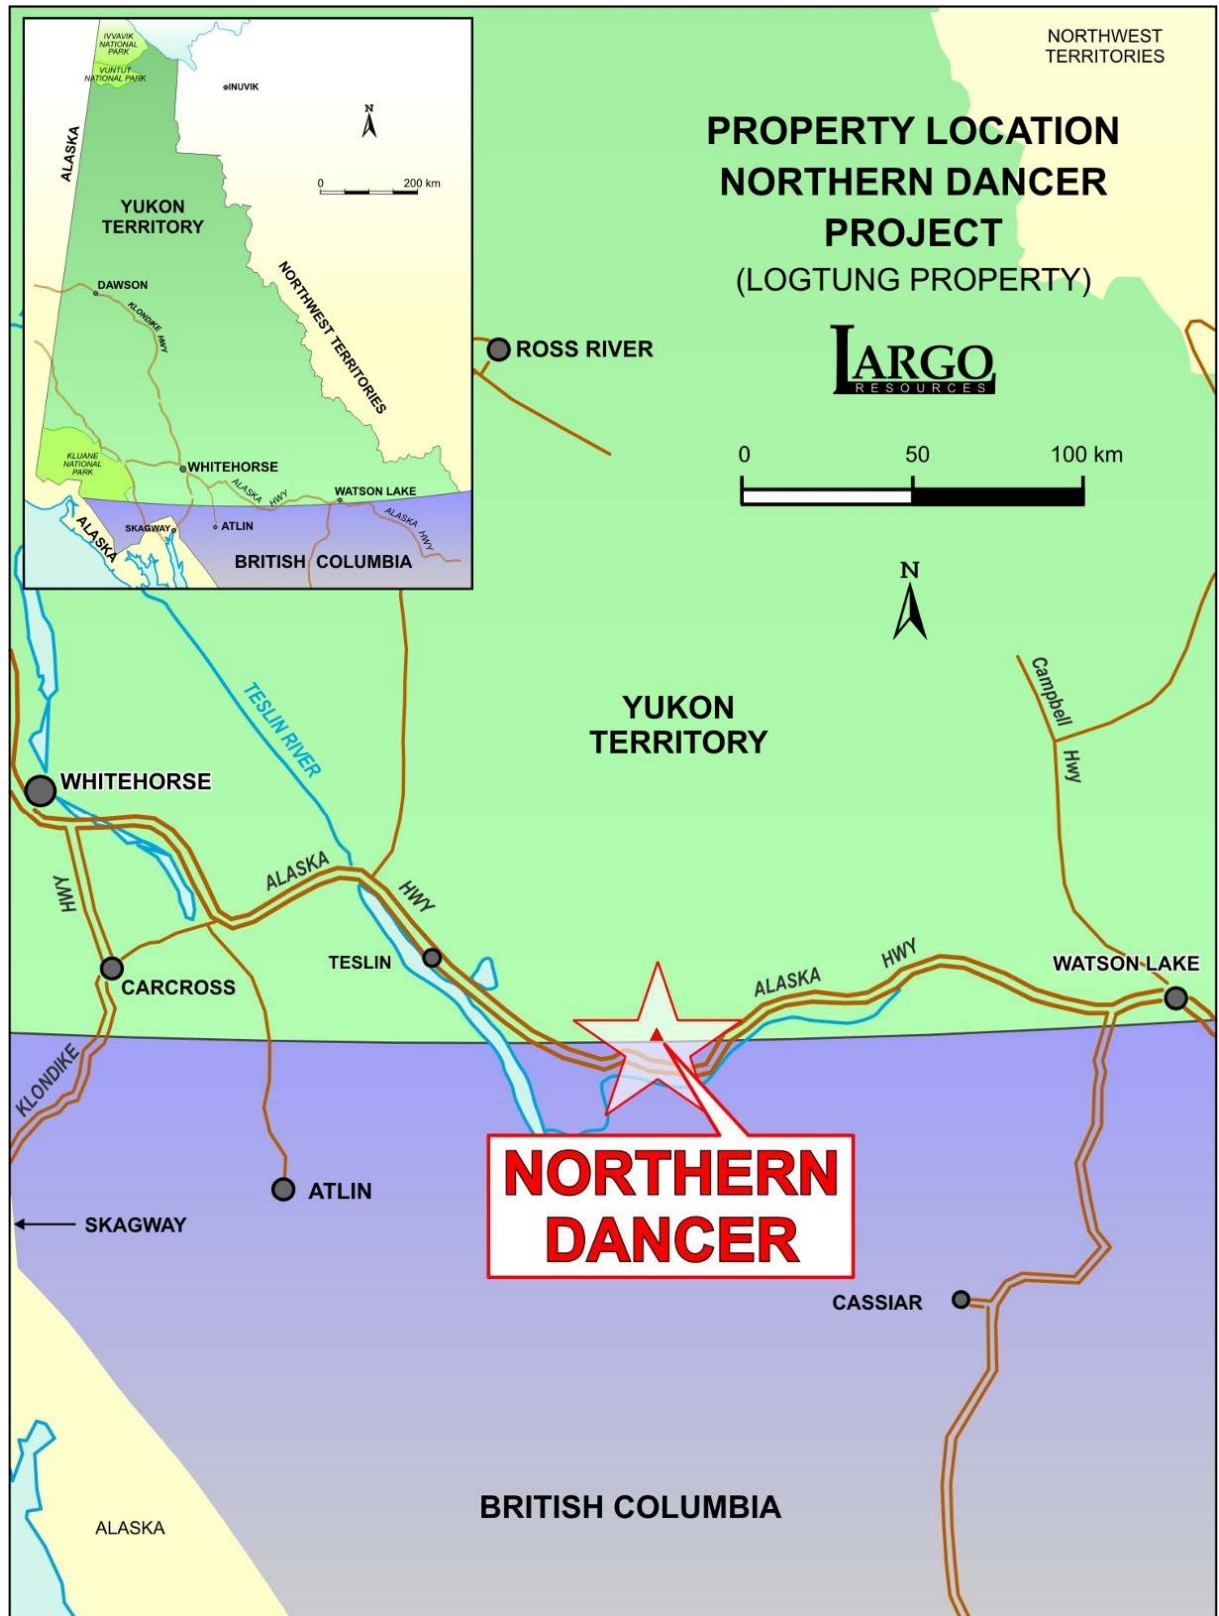 IVVAVIK
NATIONAL
PARK
VUNTUT
NATIONAL PARK
INUVIK
N
ALASKA
0 200 km
YUKON
TERRITORY
NORTHWEST TERRITORIES
DAWSON
KLONDIKE HWY
KLUANE
NATIONAL
PARK
WHITEHORSE
ALASKA HWY
WATSON LAKE
ALASKA HWY
SKAGWAY
ATLIN
ALASKA
BRITISH COLUMBIA
NORTHWEST
TERRITORIES
PROPERTY LOCATION
NORTHERN DANCER
PROJECT
(LOGTUNG PROPERTY)
LARGO
RESOURCES
ROSS RIVER
0 50 100 km
N
Campbell
Hwy
TESLIN RIVER
YUKON
TERRITORY
WHITEHORSE
ALASKA
HWY
HWY
TESLIN
CARCROSS
ALASKA
HWY
WATSON LAKE
KLONDIKE
NORTHERN
DANCER
ATLIN
SKAGWAY
CASSIAR
BRITISH COLUMBIA
ALASKA